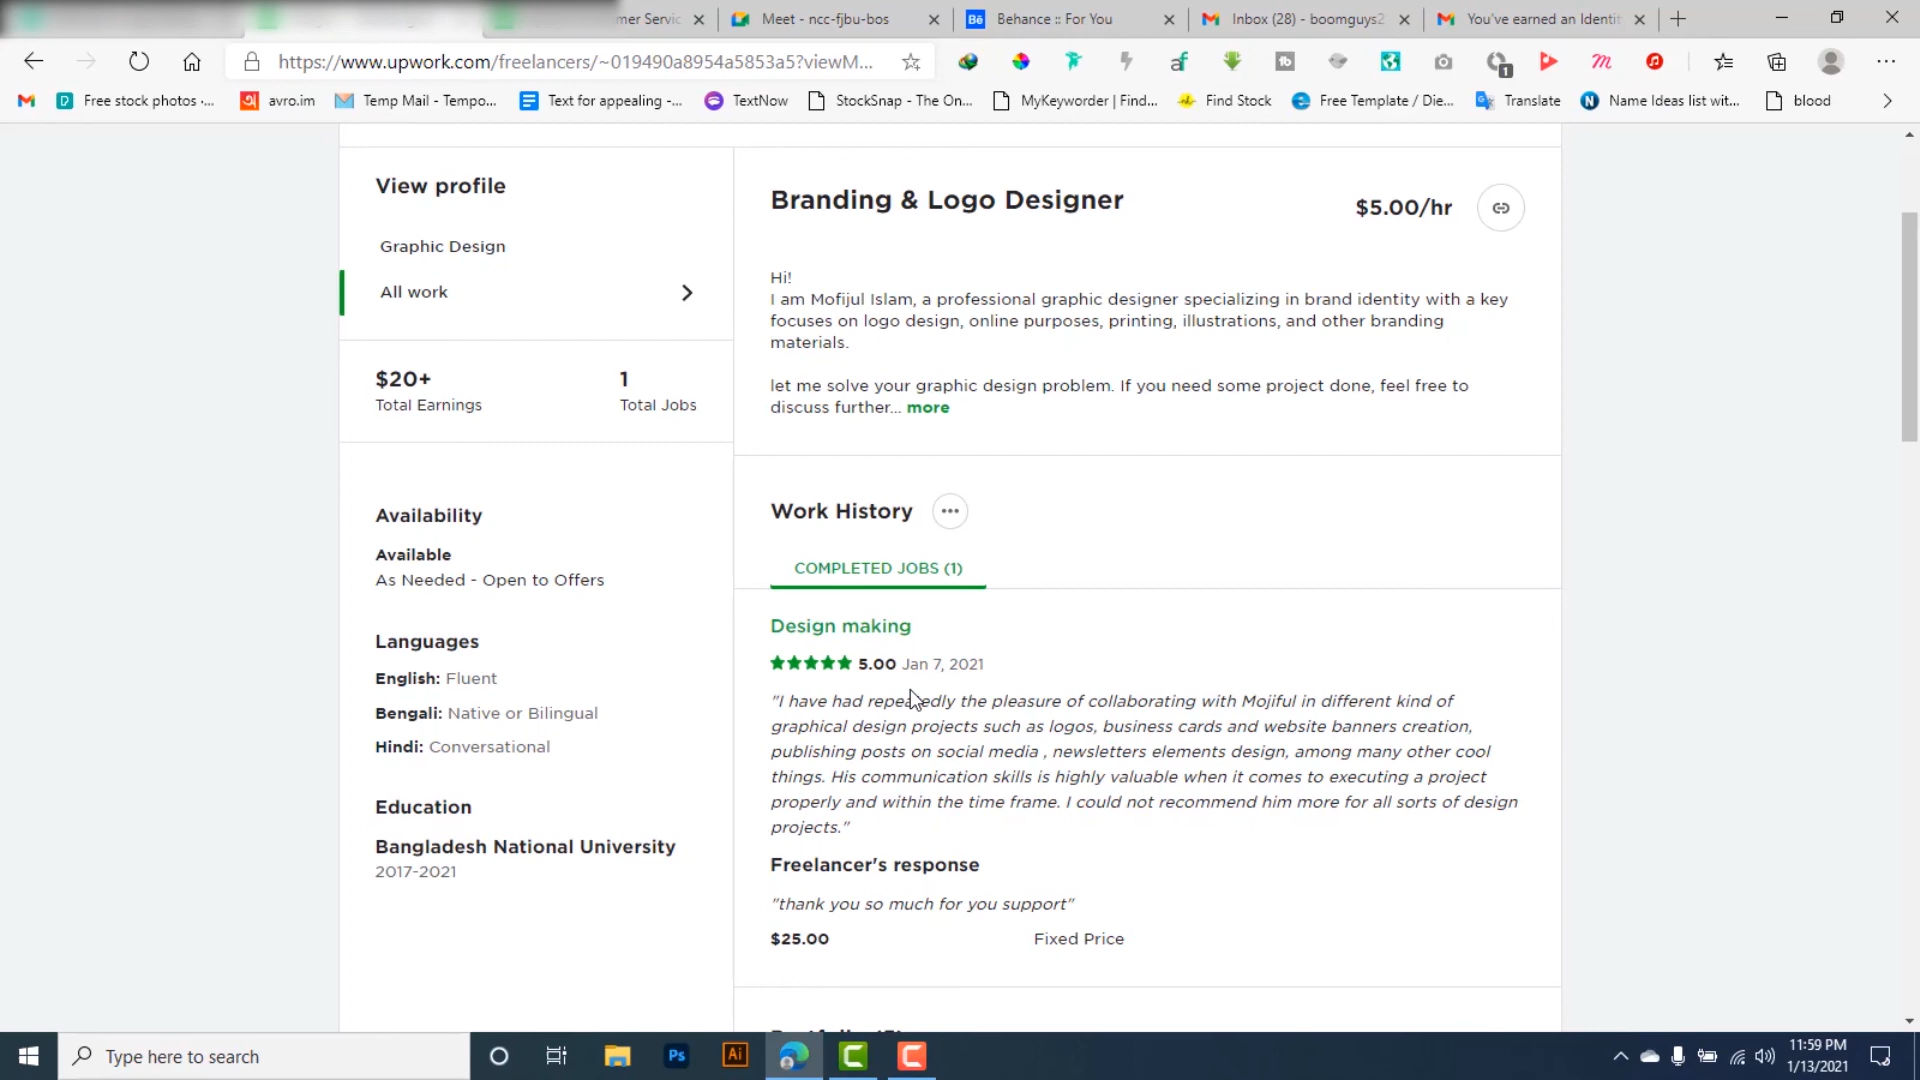 mer Servic
Meet - ncc-fjbu-bos
Bē Behance :: For You
Inbox (28) - boomguys2
You've earned an Identit
https://www.upwork.com/freelancers/~019490a8954a5853a5?viewM...
Free stock photos ·...
avro.im
Temp Mail - Tempo...
Text for appealing -...
TextNow
StockSnap - The On...
MyKeyworder | Find...
Find Stock
Free Template / Die...
Translate
Name Ideas list wit...
blood
View profile
Graphic Design
All work
$20+
Total Earnings
1
Total Jobs
Availability
Available
As Needed - Open to Offers
Languages
English: Fluent
Bengali: Native or Bilingual
Hindi: Conversational
Education
Bangladesh National University
2017-2021
Branding & Logo Designer
$5.00/hr
Hi!
I am Mofijul Islam, a professional graphic designer specializing in brand identity with a key
focuses on logo design, online purposes, printing, illustrations, and other branding
materials.
let me solve your graphic design problem. If you need some project done, feel free to
discuss further... more
Work History
COMPLETED JOBS (1)
Design making
5.00 Jan 7, 2021
"I have had repeatedly the pleasure of collaborating with Mojiful in different kind of
graphical design projects such as logos, business cards and website banners creation,
publishing posts on social media , newsletters elements design, among many other cool
things. His communication skills is highly valuable when it comes to executing a project
properly and within the time frame. I could not recommend him more for all sorts of design
projects."
Freelancer's response
"thank you so much for you support"
$25.00
Fixed Price
Type here to search
Ps
Ai
11:59 PM
1/13/2021